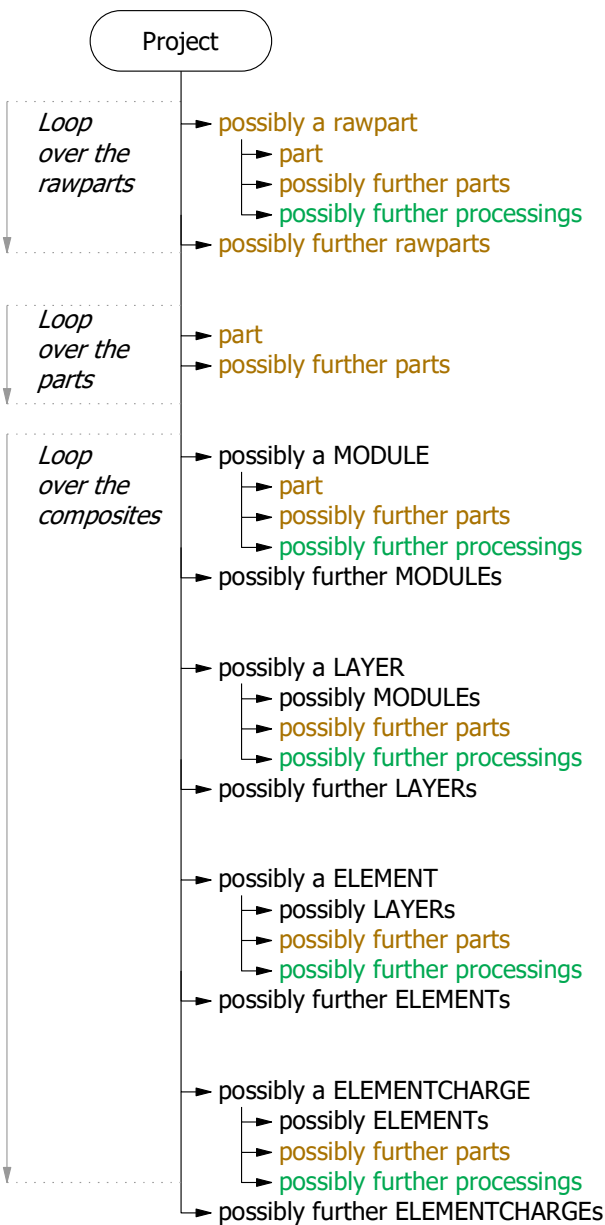 Project
Loop
over the
rawparts
possibly a rawpart
part
possibly further parts
possibly further processings
possibly further rawparts
Loop
over the
parts
part
possibly further parts
Loop
over the
composites
possibly a MODULE
part
possibly further parts
possibly further processings
possibly further MODULEs
possibly a LAYER
possibly MODULEs
possibly further parts
possibly further processings
possibly further LAYERs
possibly a ELEMENT
possibly LAYERs
possibly further parts
possibly further processings
possibly further ELEMENTs
possibly a ELEMENTCHARGE
possibly ELEMENTs
possibly further parts
possibly further processings
possibly further ELEMENTCHARGEs